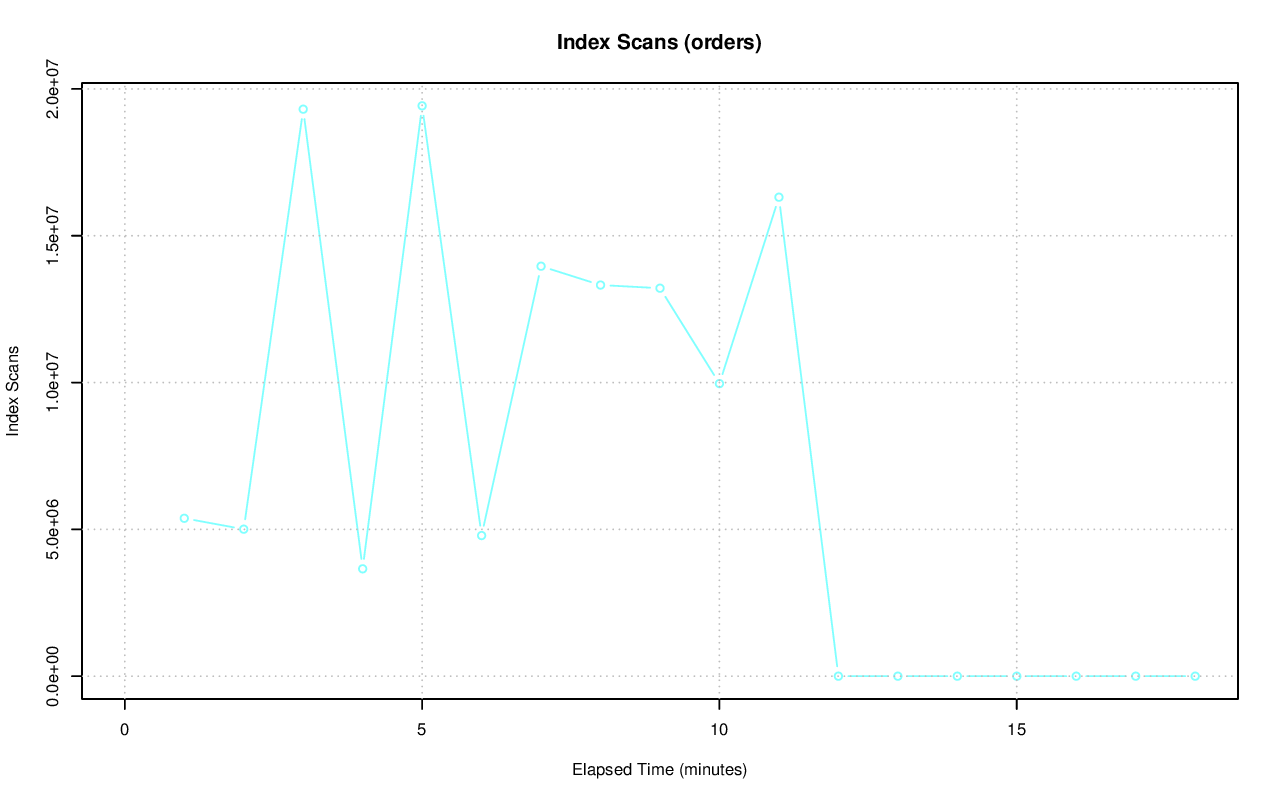 Index Scans (orders)
2.0e+07
1.5e+07
1.0e+07
5.0e+06
0.0e+00
Index Scans
0 5 10 15
Elapsed Time (minutes)